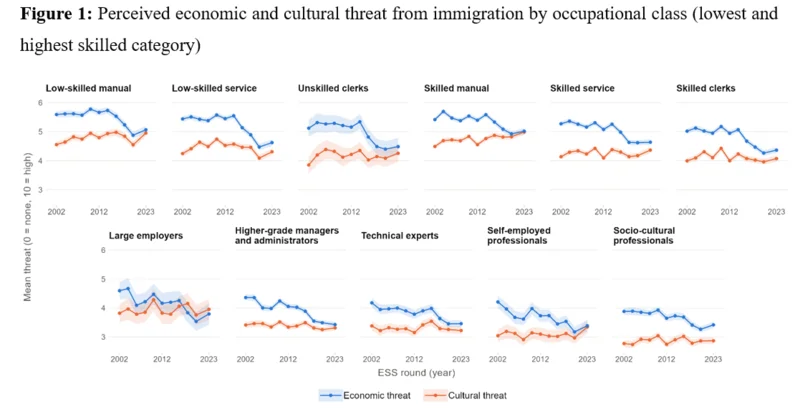 Figure 1: Perceived economic and cultural threat from immigration by occupational class (lowest and
highest skilled category)
Low-skilled manual
Low-skilled service
Unskilled clerks
Skilled manual
Skilled service
Skilled clerks
6
5
4
3
2002 2012 2023
2002 2012 2023
2002 2012 2023
2002 2012 2023
2002 2012 2023
2002 2012 2023
Mean threat (0 = none, 10 = high)
Large employers
Higher-grade managers
and administrators
Technical experts
Self-employed
professionals
Socio-cultural
professionals
6
5
4
3
2002 2012 2023
2002 2012 2023
2002 2012 2023
2002 2012 2023
2002 2012 2023
ESS round (year)
Economic threat
Cultural threat